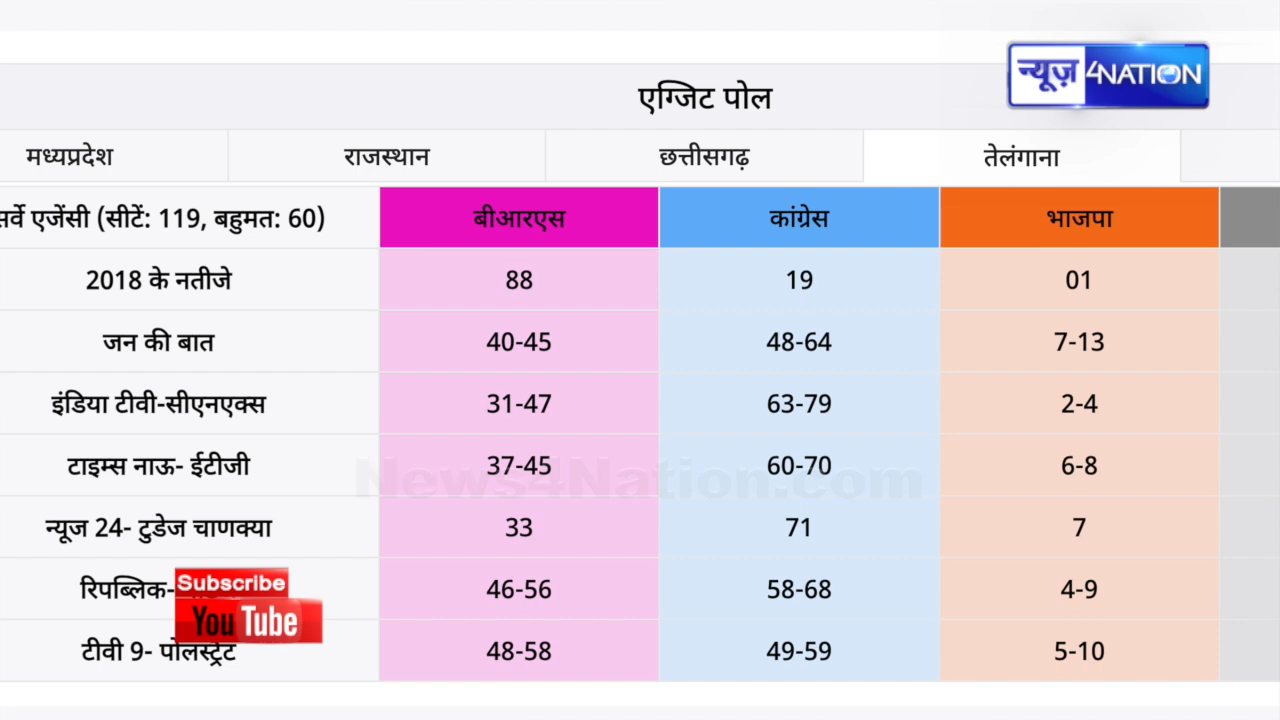 न्यूज़ 4NATION
एग्जिट पोल
मध्यप्रदेश राजस्थान छत्तीसगढ़ तेलंगाना
सर्वे एजेंसी (सीटें: 119, बहुमत: 60) बीआरएस कांग्रेस भाजपा
2018 के नतीजे 88 19 01
जन की बात 40-45 48-64 7-13
इंडिया टीवी-सीएनएक्स 31-47 63-79 2-4
टाइम्स नाऊ- ईटीजी 37-45 60-70 6-8
News4Nation.com
न्यूज 24- टुडेज चाणक्या 33 71 7
रिपब्लिक- 46-56 58-68 4-9
Subscribe
YouTube
टीवी 9- पोलस्ट्रेट 48-58 49-59 5-10